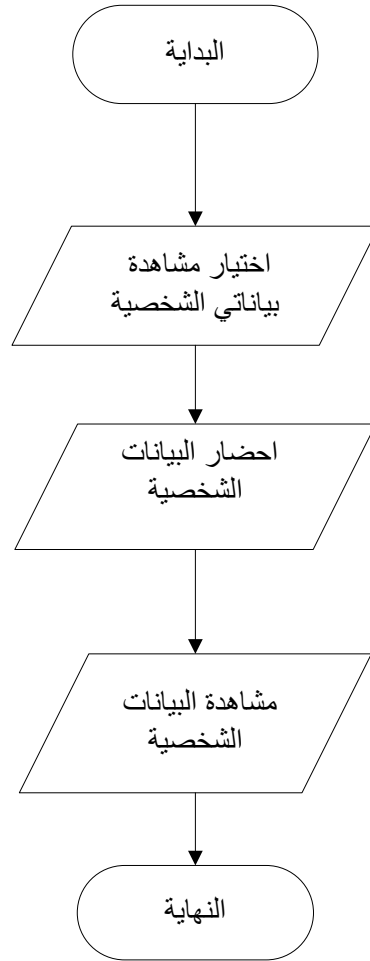 البداية
اختيار مشاهدة
بياناتي الشخصية
احضار البيانات
الشخصية
مشاهدة البيانات
الشخصية
النهاية